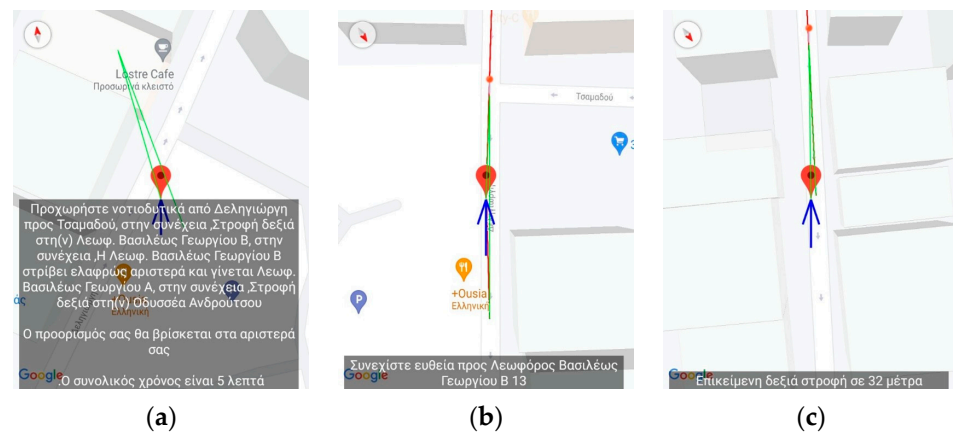 Lostre Cafe
Προσωρινά κλειστό
Προχωρήστε νοτιοδυτικά από Δεληγιώργη
προς Τσαμαδού, στην συνέχεια ,Στροφή δεξιά
στη(ν) Λεωφ. Βασιλέως Γεωργίου Β, στην
συνέχεια ,Η Λεωφ. Βασιλέως Γεωργίου Β
στρίβει ελαφρώς αριστερά και γίνεται Λεωφ.
Βασιλέως Γεωργίου Α, στην συνέχεια ,Στροφή
δεξιά στη(ν) Οδυσσέα Ανδρούτσου
Ο προορισμός σας θα βρίσκεται στα αριστερά
σας
.Ο συνολικός χρόνος είναι 5 λεπτά
+Ousia
Ελληνική
Google
(a)
Τσαμαδού
3
P
+Ousia
Ελληνική
Συνεχίστε ευθεία προς Λεωφόρος Βασιλέως
Γεωργίου Β 13
Google
(b)
Επικείμενη δεξιά στροφή σε 32 μέτρα
Google
(c)